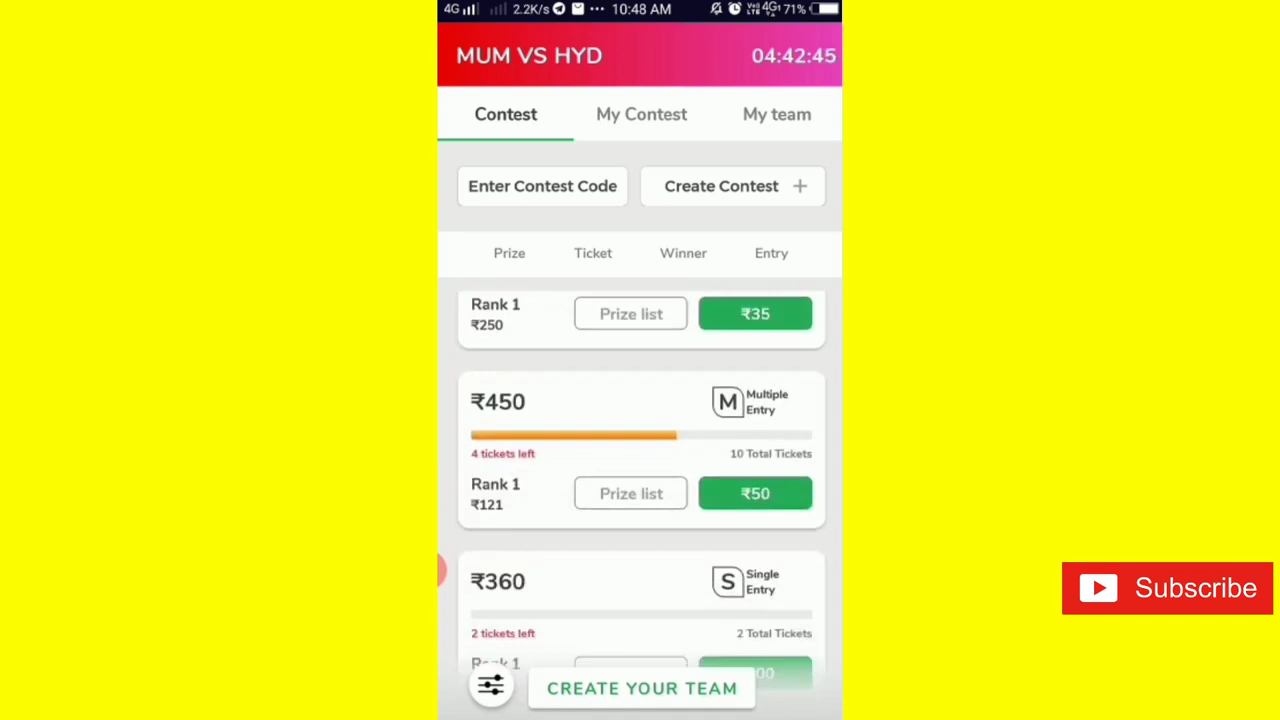 4G 2.2K/s ••• 10:48 AM 4G 71%
MUM VS HYD 04:42:45
Contest My Contest My team
Enter Contest Code Create Contest +
Prize Ticket Winner Entry
Rank 1
₹250
Prize list ₹35
₹450 M Multiple
Entry
4 tickets left 10 Total Tickets
Rank 1
₹121
Prize list ₹50
₹360 S Single
Entry
2 tickets left 2 Total Tickets
Rank 1
CREATE YOUR TEAM
Subscribe